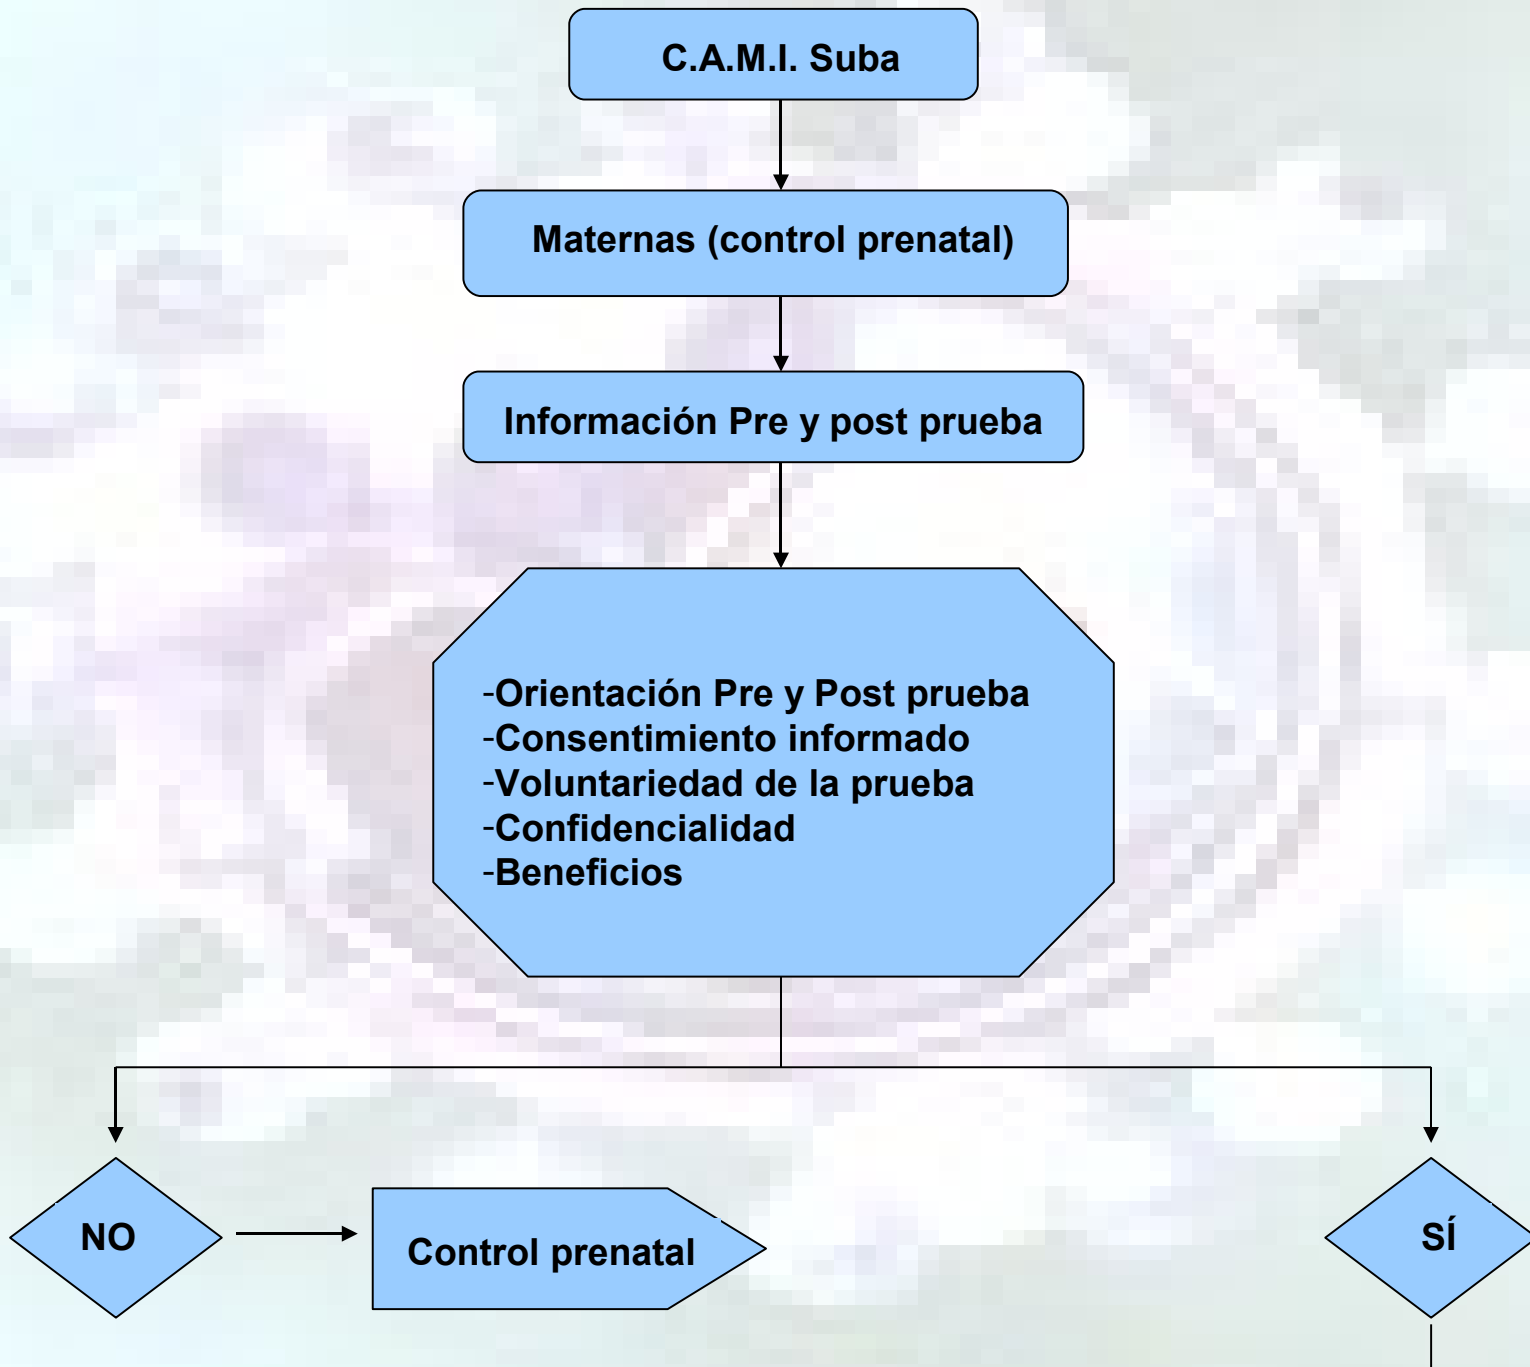 C.A.M.I. Suba
Maternas (control prenatal)
Información Pre y post prueba
-Orientación Pre y Post prueba
-Consentimiento informado
-Voluntariedad de la prueba
-Confidencialidad
-Beneficios
NO
Control prenatal
SÍ